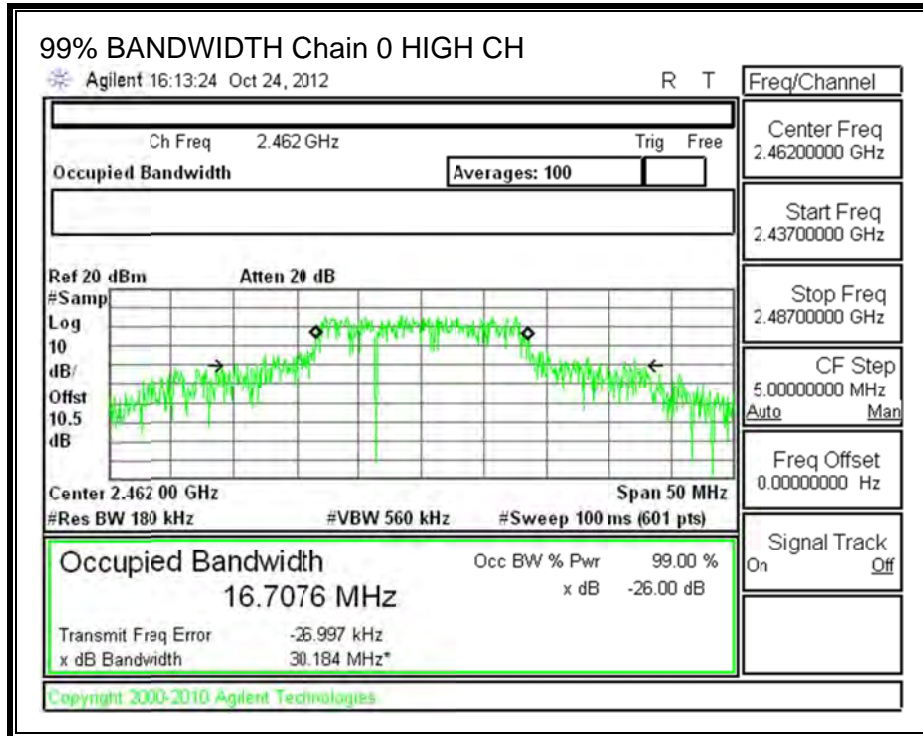 99% BANDWIDTH Chain 0 HIGH CH
Agilent 16:13:24 Oct 24, 2012 R T
Freq/Channel
Ch Freq 2.462 GHz Trig Free
Occupied Bandwidth Averages: 100
Center Freq
2.46200000 GHz
Start Freq
2.43700000 GHz
Stop Freq
2.48700000 GHz
CF Step
5.00000000 MHz
Auto Man
Freq Offset
0.00000000 Hz
Signal Track
On Off
Ref 20 dBm Atten 20 dB
#Samp
Log
10
dB/
Offst
10.5
dB
Center 2.462 00 GHz Span 50 MHz
#Res BW 180 kHz #VBW 560 kHz #Sweep 100 ms (601 pts)
Occupied Bandwidth Occ BW % Pwr 99.00 %
16.7076 MHz x dB -26.00 dB
Transmit Freq Error -26.997 kHz
x dB Bandwidth 30.184 MHz*
Copyright 2000-2010 Agilent Technologies